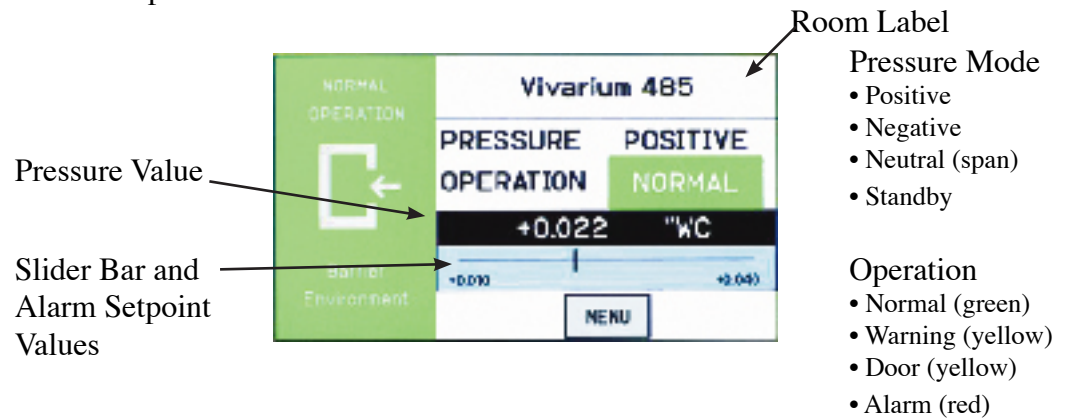 Room Label
Pressure Mode
• Positive
• Negative
• Neutral (span)
• Standby
Pressure Value
Slider Bar and
Alarm Setpoint
Values
NORMAL
OPERATION
Barrier
Environment
Vivarium 485
PRESSURE POSITIVE
OPERATION NORMAL
+0.022 "WC
+0.010 +0.040
MENU
Operation
• Normal (green)
• Warning (yellow)
• Door (yellow)
• Alarm (red)